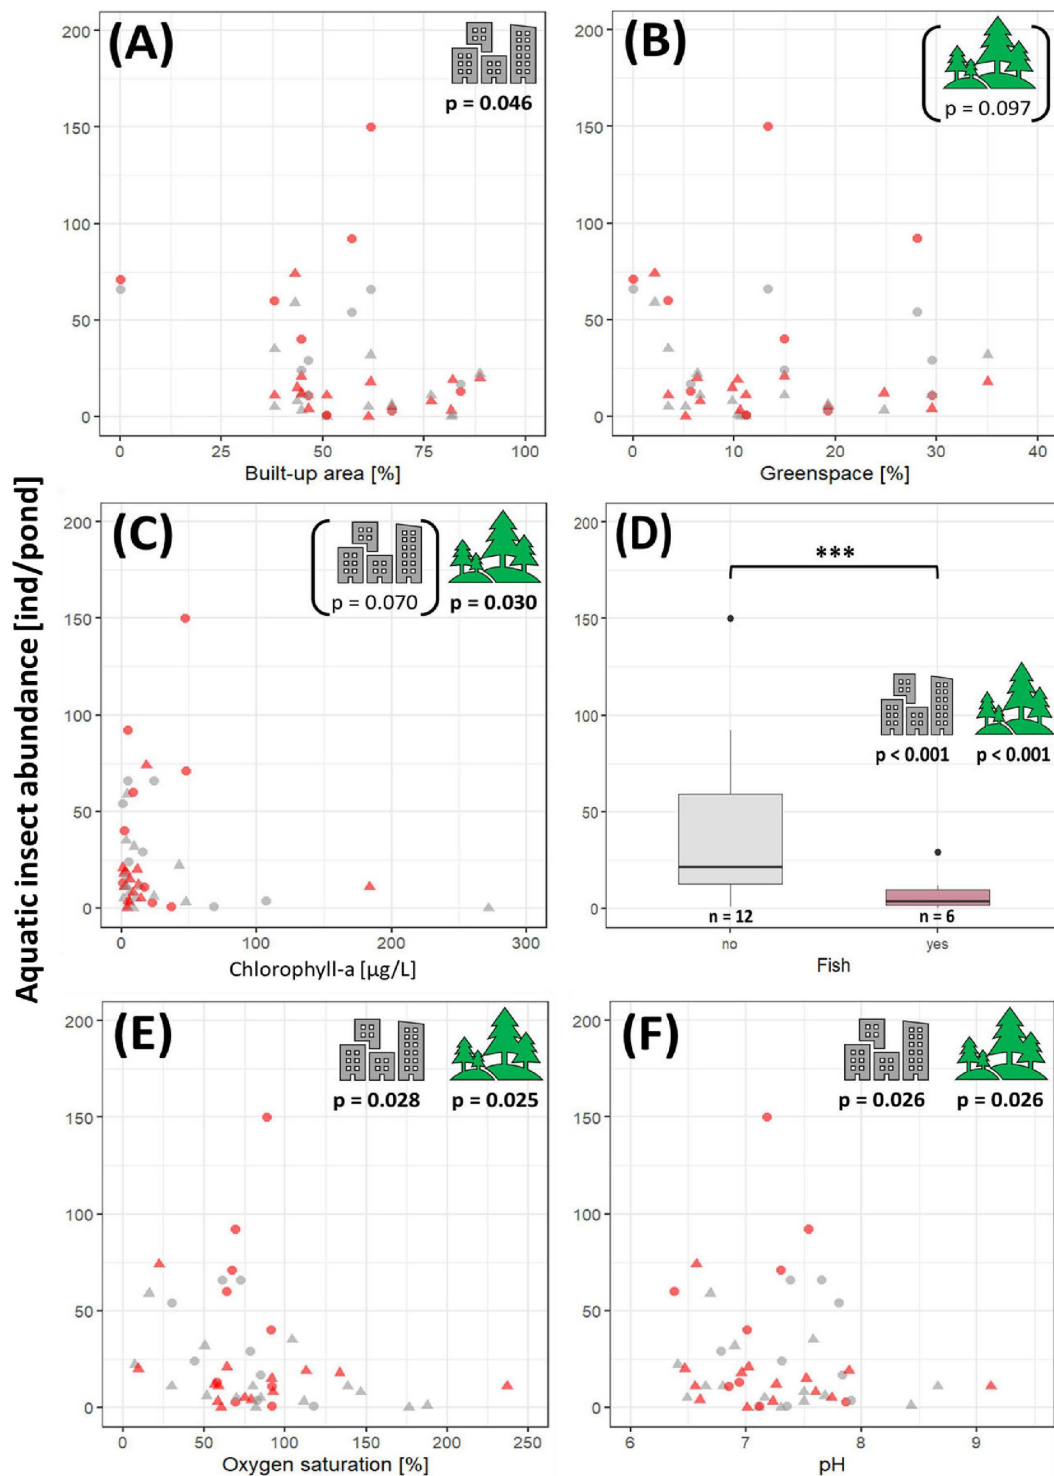 Aquatic insect abundance [ind/pond]
(A)
p = 0.046
200
150
100
50
0
0 25 50 75 100
Built-up area [%]
(B)
p = 0.097
200
150
100
50
0
0 10 20 30 40
Greenspace [%]
(C)
p = 0.070
p = 0.030
200
150
100
50
0
0 100 200 300
Chlorophyll-a [µg/L]
(D)
***
p < 0.001
p < 0.001
200
150
100
50
0
n = 12
n = 6
no yes
Fish
(E)
p = 0.028
p = 0.025
200
150
100
50
0
0 50 100 150 200 250
Oxygen saturation [%]
(F)
p = 0.026
p = 0.026
200
150
100
50
0
6 7 8 9
pH